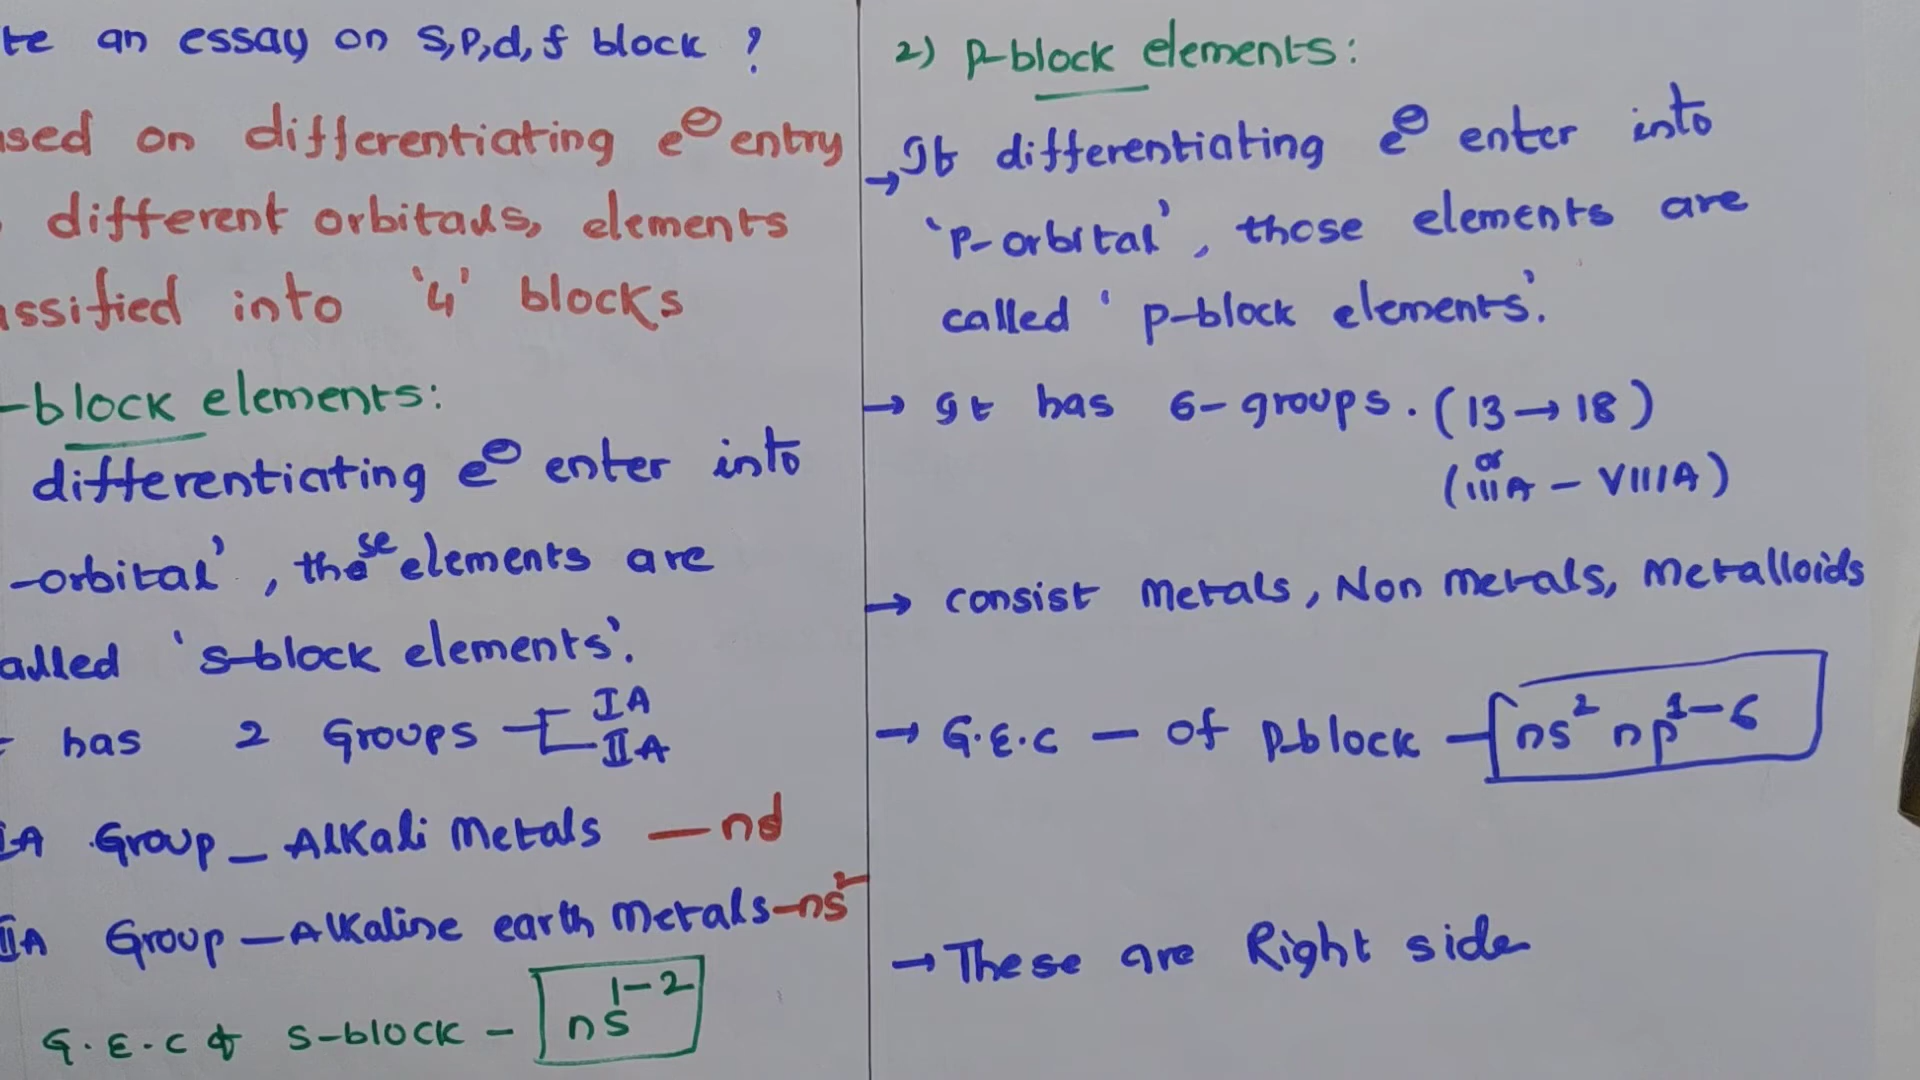 te an essay on s,p,d,f block ?
used on differentiating e⊖ entry
different orbitals, elements
assified into '4' blocks
-block elements:
differentiating e⊖ enter into
-orbital', these elements are
alled 's-block elements'.
has 2 Groups IA
IIA
IA Group - Alkali Metals - ns¹
IIA Group - Alkaline earth Metals - ns²
G.E.C of s-block - ns¹⁻²
2) p-block elements:
→ It differentiating e⊖ enter into
'p-orbital', those elements are
called 'p-block elements'.
→ It has 6-groups. (13→18)
or
(IIIA - VIIIA)
→ consist Metals, Non metals, Metalloids
→ G.E.C - of p-block - ns² np¹⁻⁶
→ These are Right side